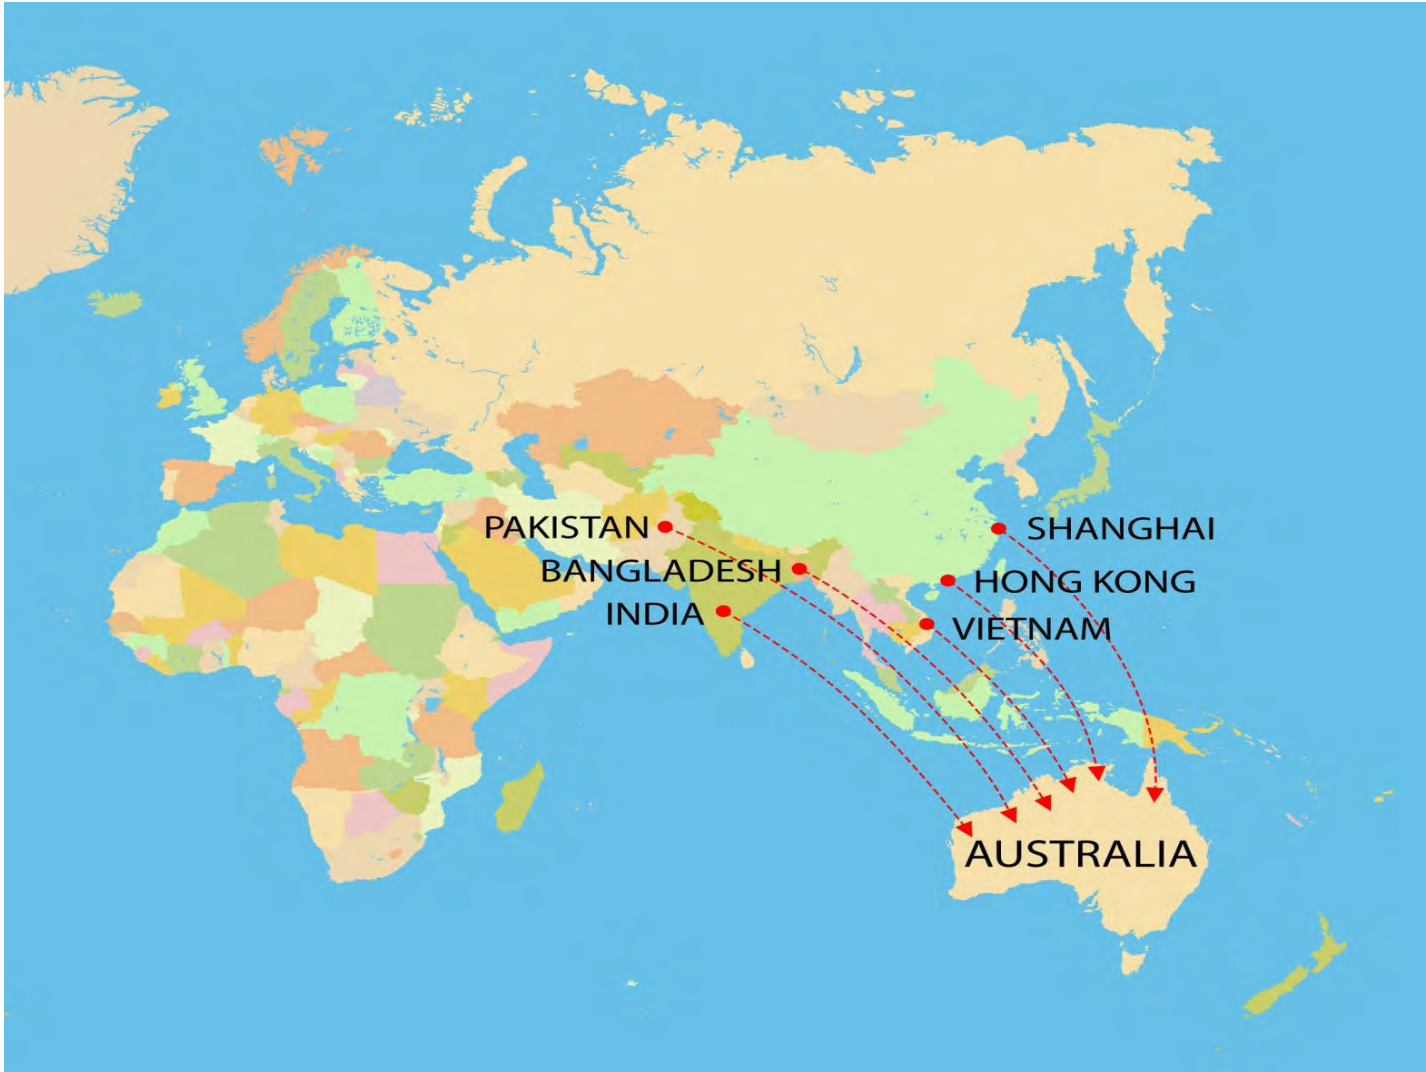 PAKISTAN
SHANGHAI
BANGLADESH
HONG KONG
INDIA
VIETNAM
AUSTRALIA